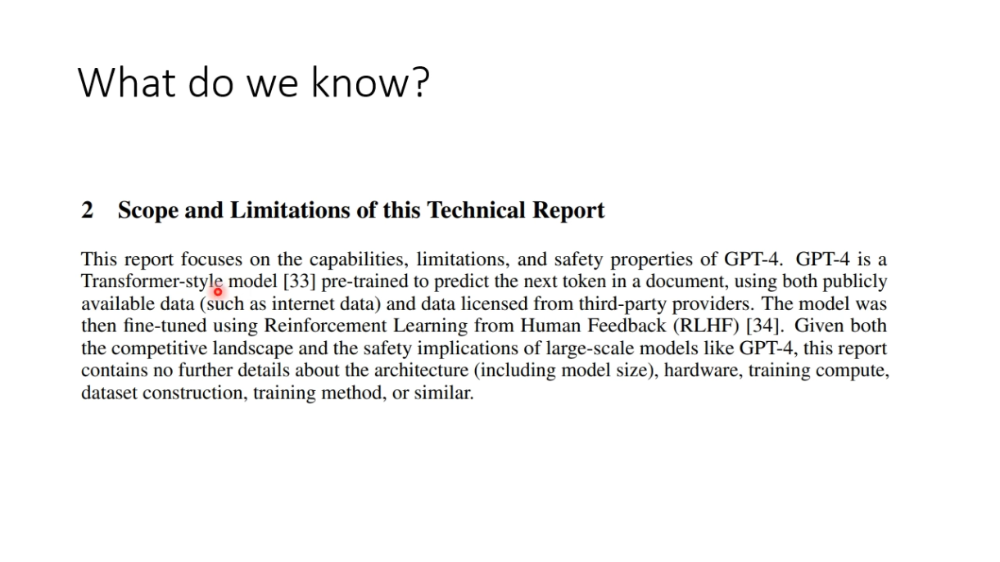 What do we know?
2 Scope and Limitations of this Technical Report
This report focuses on the capabilities, limitations, and safety properties of GPT-4. GPT-4 is a
Transformer-style model [33] pre-trained to predict the next token in a document, using both publicly
available data (such as internet data) and data licensed from third-party providers. The model was
then fine-tuned using Reinforcement Learning from Human Feedback (RLHF) [34]. Given both
the competitive landscape and the safety implications of large-scale models like GPT-4, this report
contains no further details about the architecture (including model size), hardware, training compute,
dataset construction, training method, or similar.